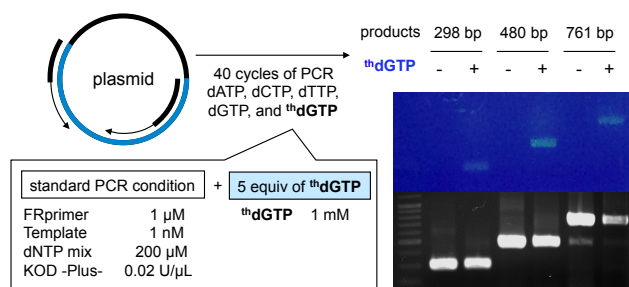 plasmid
40 cycles of PCR
dATP, dCTP, dTTP,
dGTP, and thdGTP
standard PCR condition + 5 equiv of thdGTP
FRprimer 1 μM
Template 1 nM
dNTP mix 200 μM
KOD -Plus- 0.02 U/μL
thdGTP 1 mM
products 298 bp 480 bp 761 bp
thdGTP - + - + - +